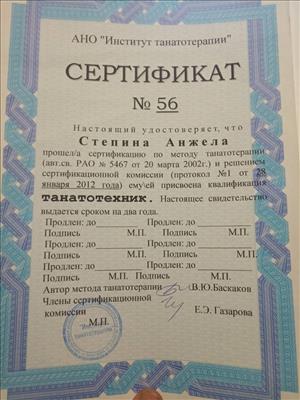 АНО "Институт танатотерапии"
СЕРТИФИКАТ
№ 56
Настоящий удостоверяет, что
Степина Анжела
прошел/а сертификацию по методу танатотерапии
(авт.св. РАО № 5467 от 20 марта 2002г.) и решением
сертификационной комиссии (протокол №1 от 29
января 2012 года) ему\ей присвоена квалификация
танатотехник. Настоящее свидетельство
выдается сроком на два года.
Продлен: до Продлен: до
Подпись М.П. Подпись М.П.
Продлен: до Продлен: до
Подпись М.П. Подпись М.П.
Продлен: до Продлен: до
Подпись М.П. Подпись М.П.
Автор метода танатотерапии В.Ю.Баскаков
Члены сертификационной
комиссии Е.Э. Газарова
М.П.